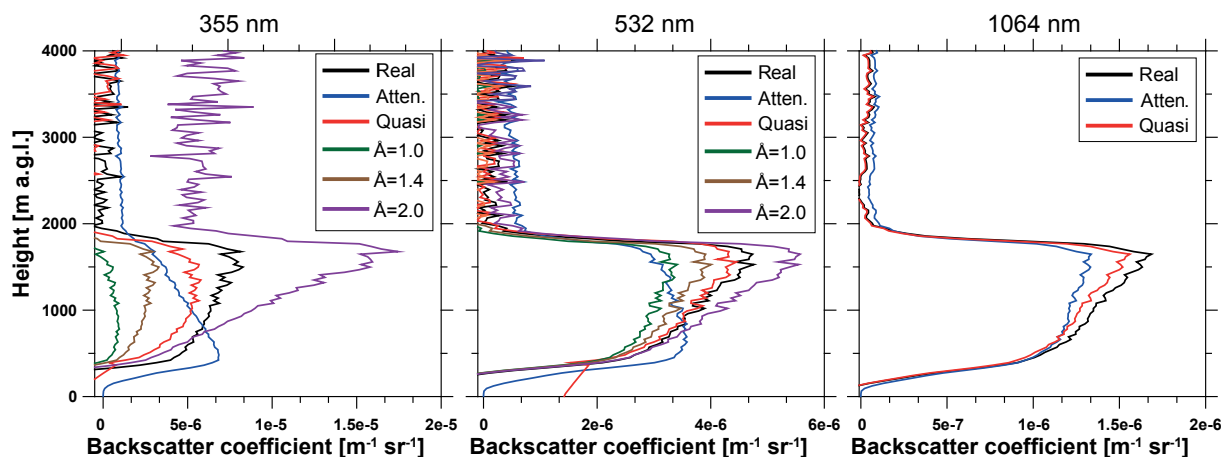 355 nm
532 nm
1064 nm
Height [m a.g.l.]
4000
3000
2000
1000
0
Real
Atten.
Quasi
Å=1.0
Å=1.4
Å=2.0
Real
Atten.
Quasi
Å=1.0
Å=1.4
Å=2.0
Real
Atten.
Quasi
0 5e-6 1e-5 1.5e-5 2e-5
0 2e-6 4e-6 6e-6
0 5e-7 1e-6 1.5e-6 2e-6
Backscatter coefficient [m⁻¹ sr⁻¹]
Backscatter coefficient [m⁻¹ sr⁻¹]
Backscatter coefficient [m⁻¹ sr⁻¹]